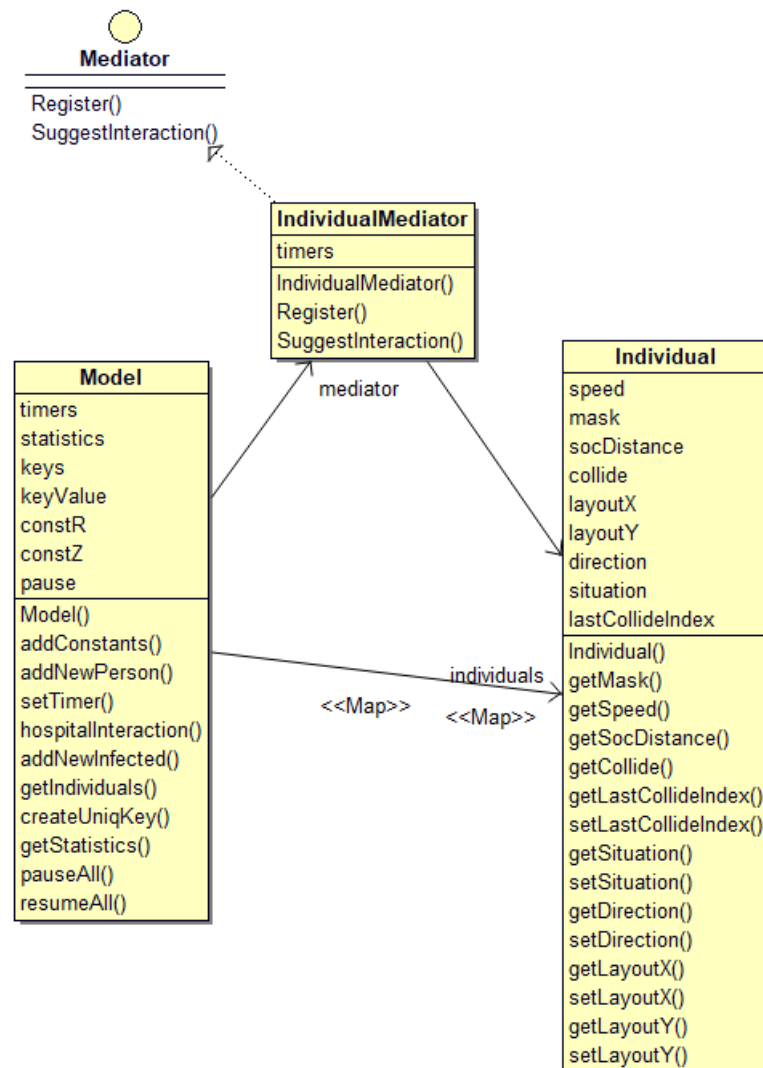 Mediator
Register()
SuggestInteraction()
IndividualMediator
timers
IndividualMediator()
Register()
SuggestInteraction()
mediator
Model
timers
statistics
keys
keyValue
constR
constZ
pause
Model()
addConstants()
addNewPerson()
setTimer()
hospitalInteraction()
addNewInfected()
getIndividuals()
createUniqKey()
getStatistics()
pauseAll()
resumeAll()
individuals
<<Map>>
<<Map>>
Individual
speed
mask
socDistance
collide
layoutX
layoutY
direction
situation
lastCollideIndex
Individual()
getMask()
getSpeed()
getSocDistance()
getCollide()
getLastCollideIndex()
setLastCollideIndex()
getSituation()
setSituation()
getDirection()
setDirection()
getLayoutX()
setLayoutX()
getLayoutY()
setLayoutY()